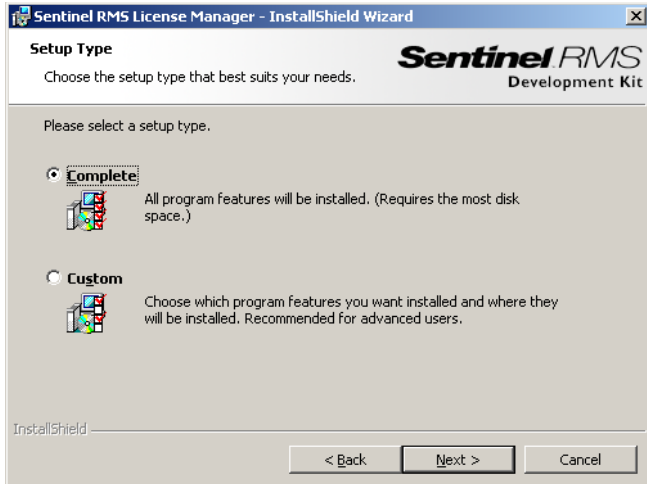 Sentinel RMS License Manager - InstallShield Wizard
Setup Type
Choose the setup type that best suits your needs.
Sentinel RMS
Development Kit
Please select a setup type.
Complete
All program features will be installed. (Requires the most disk
space.)
Custom
Choose which program features you want installed and where they
will be installed. Recommended for advanced users.
InstallShield
< Back
Next >
Cancel